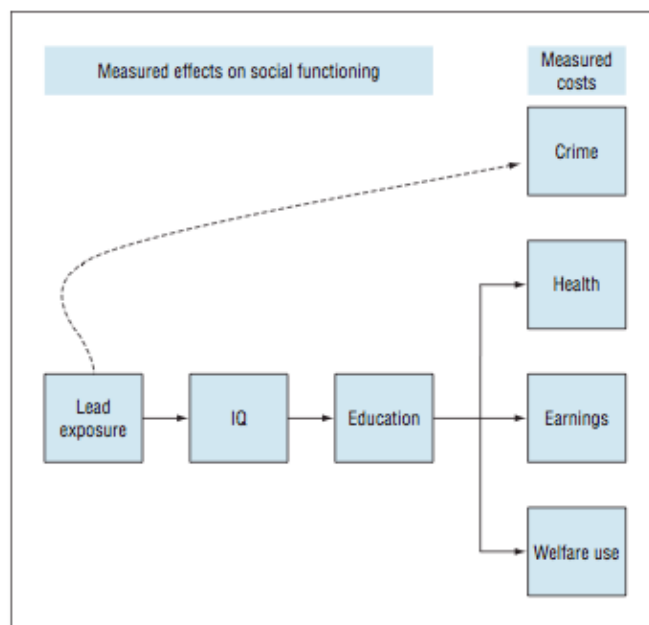 Measured effects on social functioning
Measured
costs
Crime
Health
Lead
exposure
IQ
Education
Earnings
Welfare use